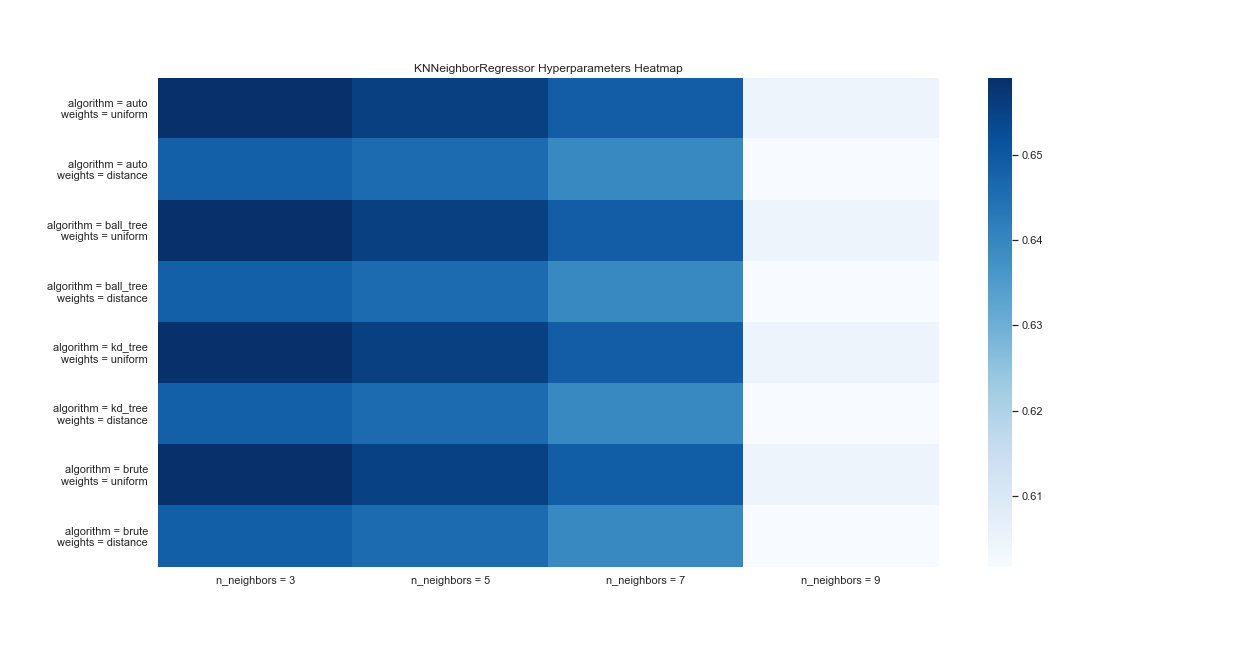 KNNeighborRegressor Hyperparameters Heatmap
algorithm = auto
weights = uniform
algorithm = auto
weights = distance
algorithm = ball_tree
weights = uniform
algorithm = ball_tree
weights = distance
algorithm = kd_tree
weights = uniform
algorithm = kd_tree
weights = distance
algorithm = brute
weights = uniform
algorithm = brute
weights = distance
n_neighbors = 3
n_neighbors = 5
n_neighbors = 7
n_neighbors = 9
0.65
0.64
0.63
0.62
0.61